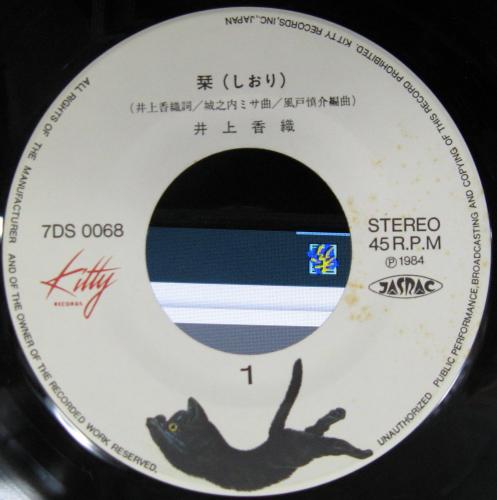 栞(しおり)
(井上香織詞/城之内ミサ曲/風戸慎介編曲)
井上香織
7DS 0068
STEREO
45 R.P.M
Ⓟ1984
Kitty
RECORDS
JASRAC
1
ALL RIGHTS OF THE MANUFACTURER AND OF THE OWNER OF THE RECORDED WORK RESERVED.
UNAUTHORIZED PUBLIC PERFORMANCE,BROADCASTING AND COPYING OF THIS RECORD PROHIBITED. KITTY RECORDS,INC.,JAPAN